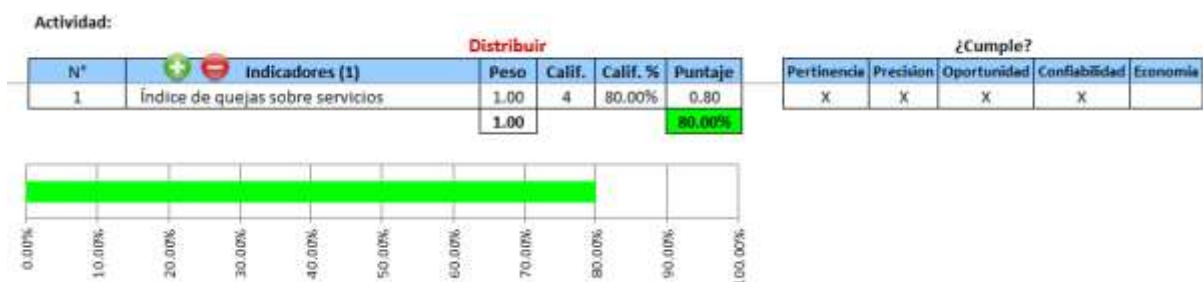 Actividad:
Distribuir ¿Cumple?
N° Indicadores (1) Peso Calif. Calif. % Puntaje Pertinencia Precision Oportunidad Confiabilidad Economia
1 Índice de quejas sobre servicios 1.00 4 80.00% 0.80 X X X X
1.00 80.00%
0.00% 10.00% 20.00% 30.00% 40.00% 50.00% 60.00% 70.00% 80.00% 90.00% 100.00%